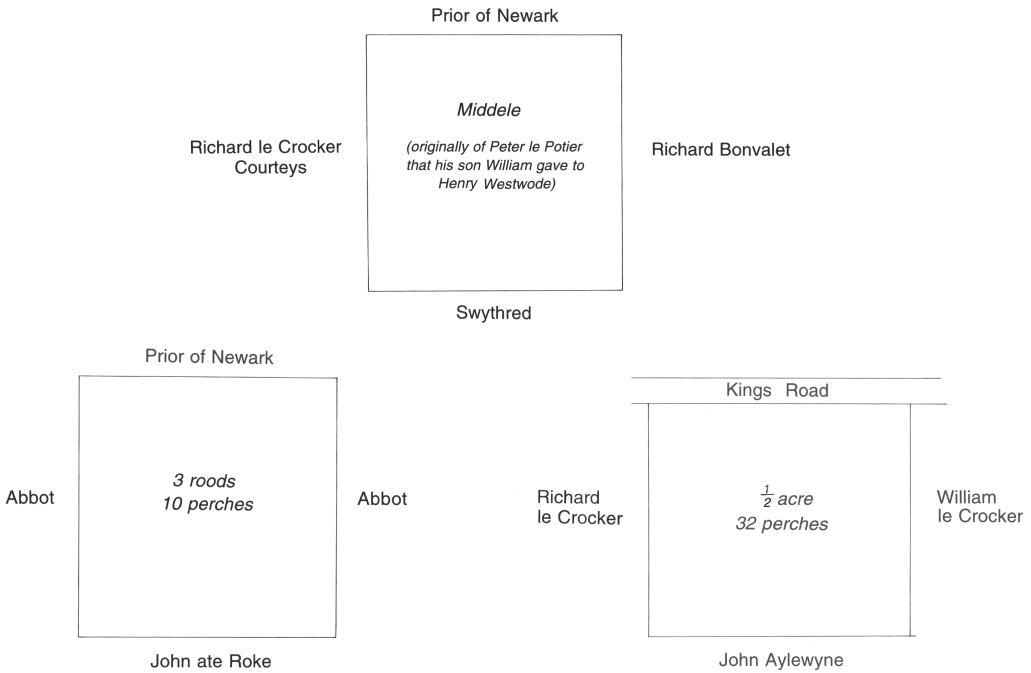 Prior of Newark
Middele
(originally of Peter le Potier
that his son William gave to
Henry Westwode)
Richard le Crocker
Courteys
Richard Bonvalet
Swythred
Prior of Newark
3 roods
10 perches
Abbot
Abbot
John ate Roke
Kings Road
Richard
le Crocker
1/2 acre
32 perches
William
le Crocker
John Aylewyne